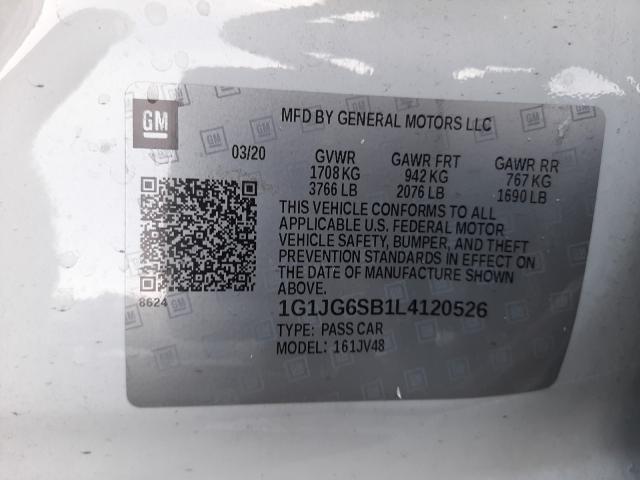 GM
MFD BY GENERAL MOTORS LLC
03/20
GVWR GAWR FRT GAWR RR
1708 KG 942 KG 767 KG
3766 LB 2076 LB 1690 LB
THIS VEHICLE CONFORMS TO ALL
APPLICABLE U.S. FEDERAL MOTOR
VEHICLE SAFETY, BUMPER, AND THEFT
PREVENTION STANDARDS IN EFFECT ON
THE DATE OF MANUFACTURE SHOWN
ABOVE.
8624
1G1JG6SB1L4120526
TYPE: PASS CAR
MODEL: 161JV48